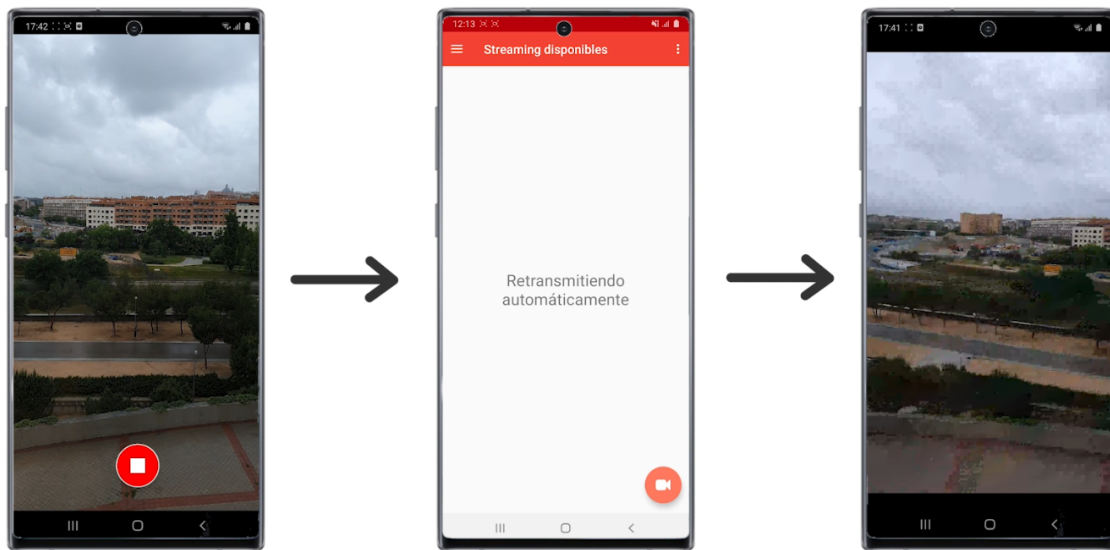 17:42
12:13
Streaming disponibles
Retransmitiendo
automáticamente
17:41